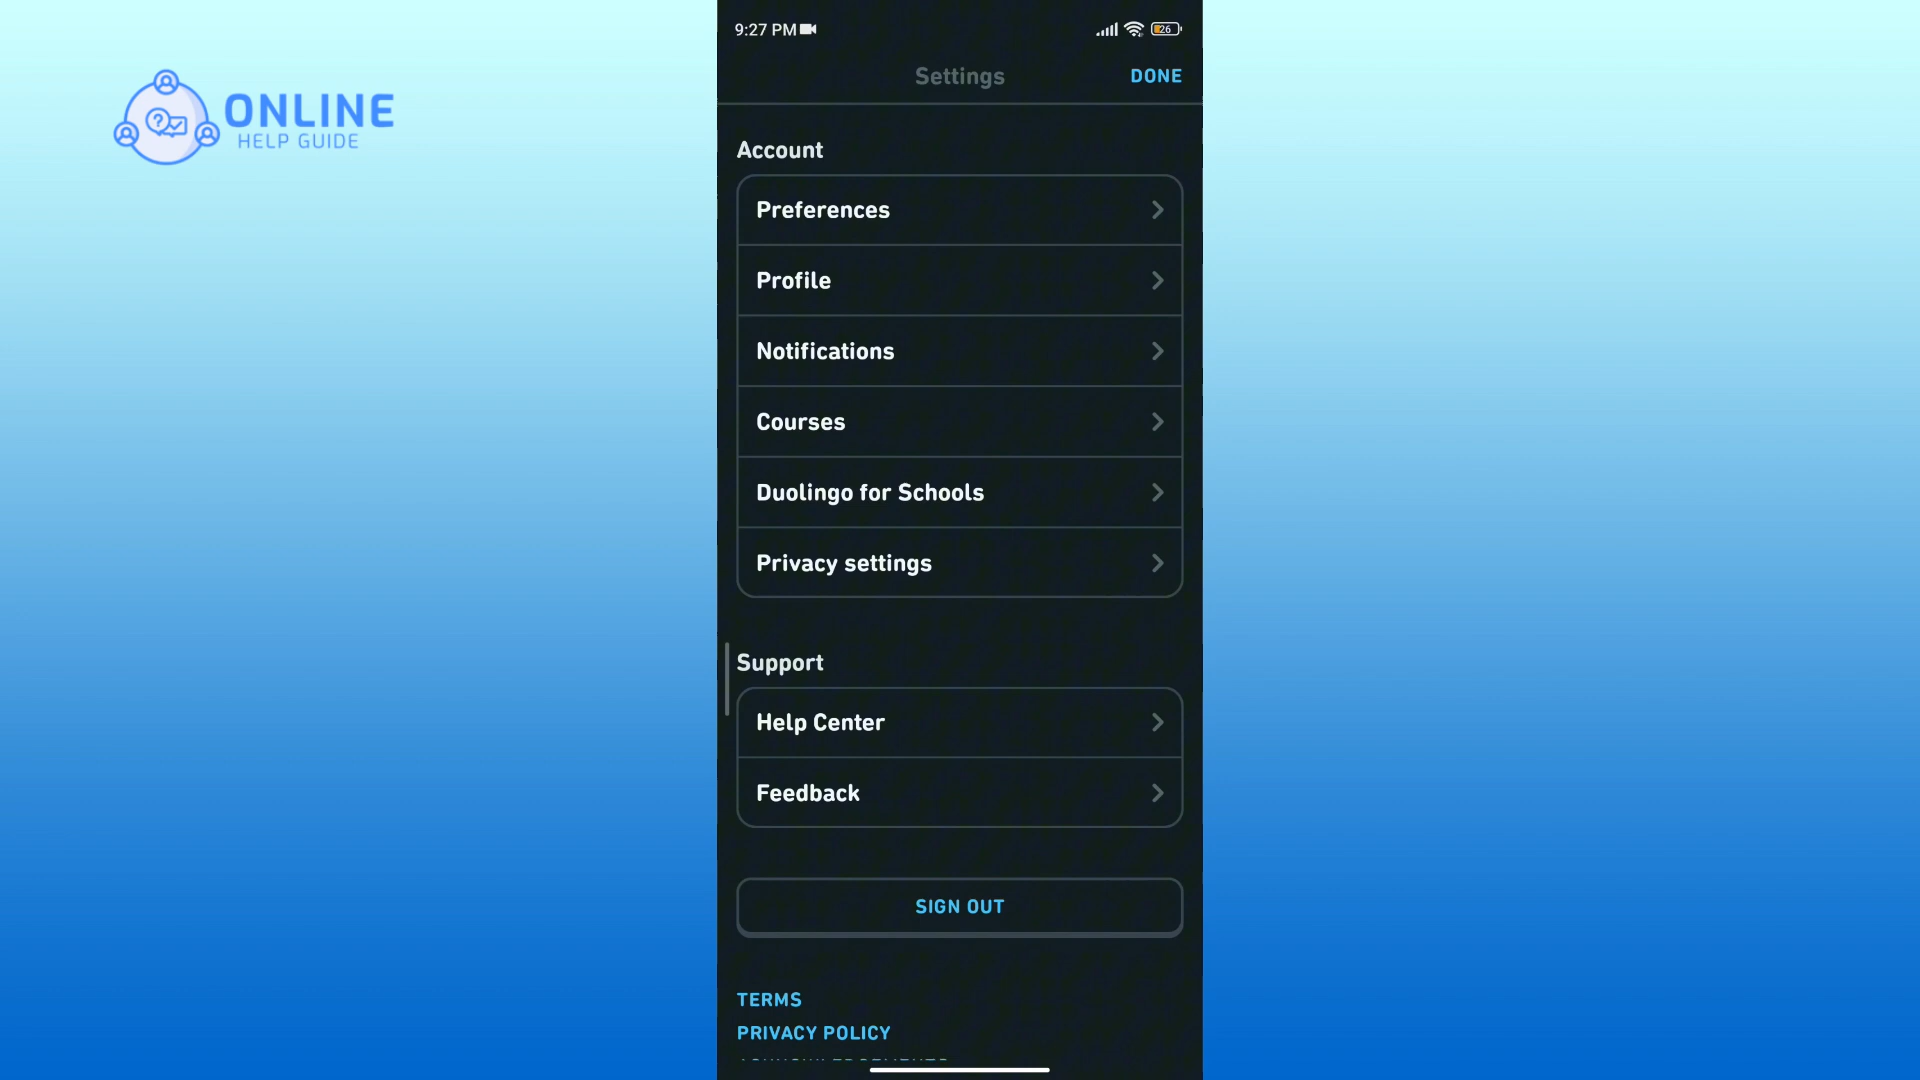 9:27 PM
26
ONLINE
HELP GUIDE
Settings
DONE
Account
Preferences
Profile
Notifications
Courses
Duolingo for Schools
Privacy settings
Support
Help Center
Feedback
SIGN OUT
TERMS
PRIVACY POLICY